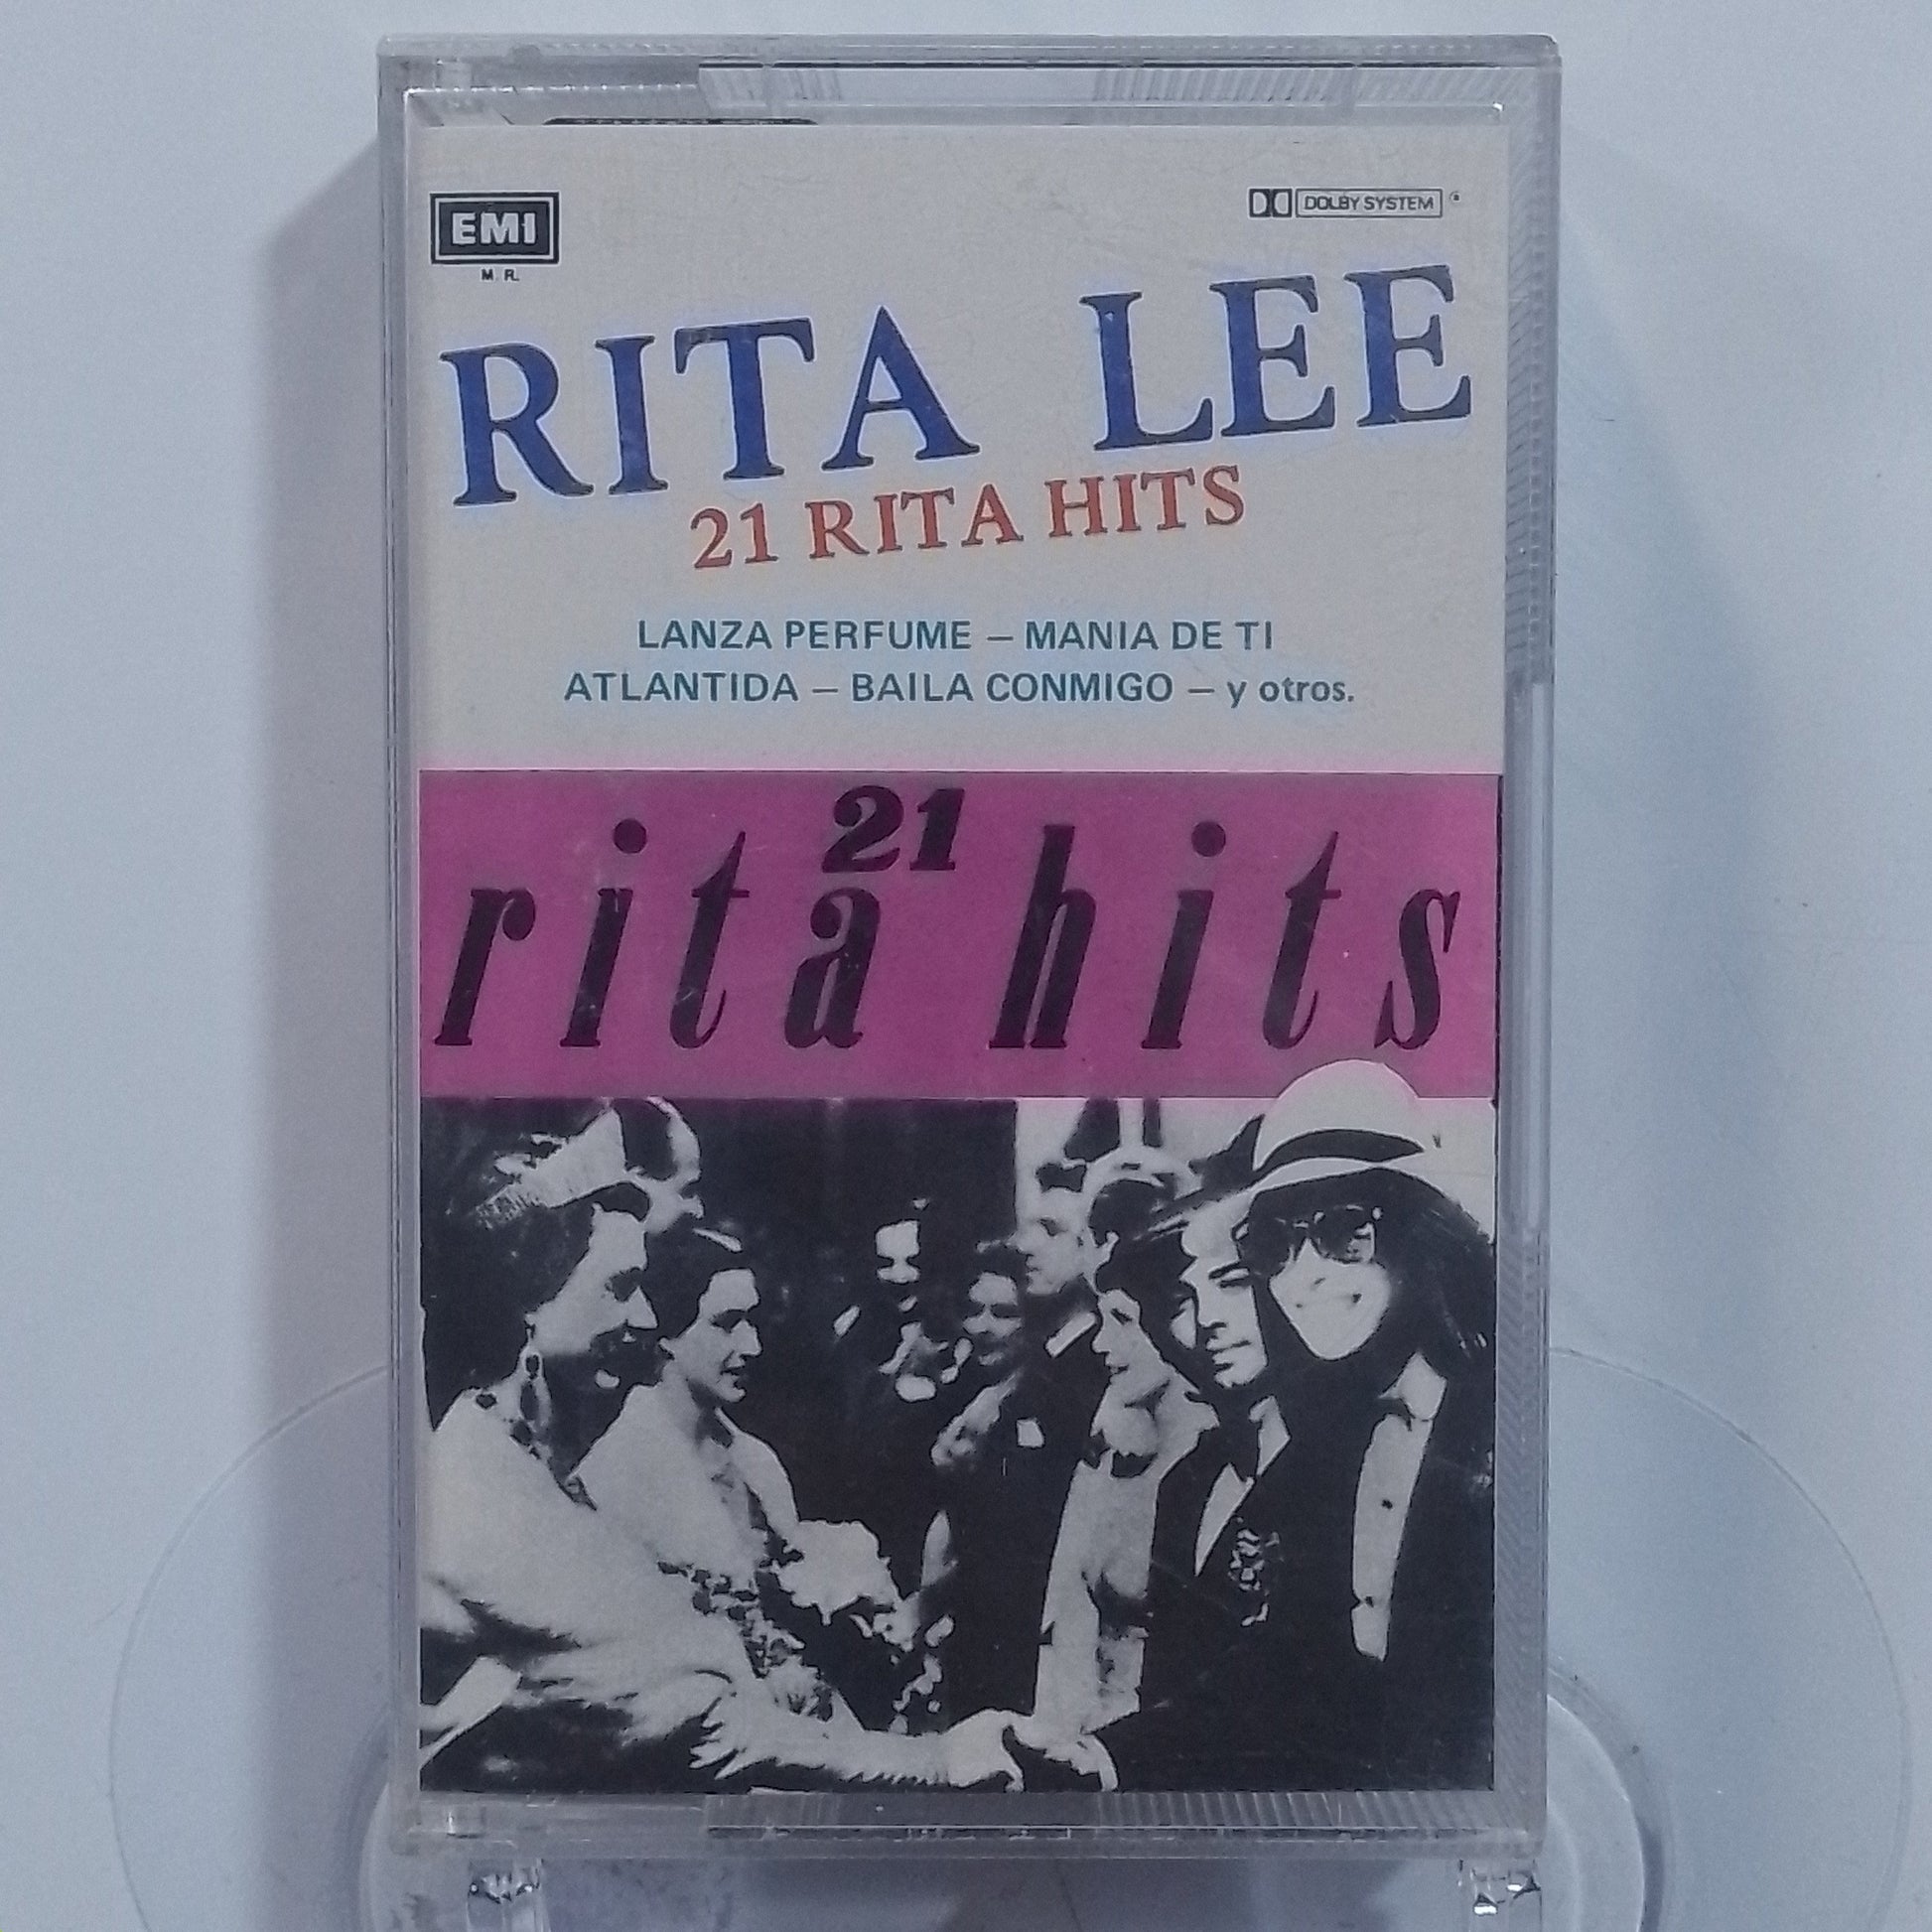 EMI
M. R.
DOLBY SYSTEM
RITA LEE
21 RITA HITS
LANZA PERFUME – MANIA DE TI
ATLANTIDA – BAILA CONMIGO – y otros.
21
rita hits